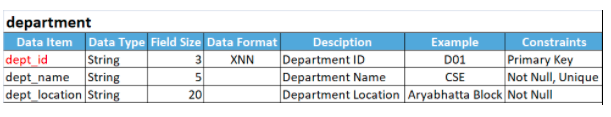 department
Data Item Data Type Field Size Data Format Desciption Example Constraints
dept_id String 3 XNN Department ID D01 Primary Key
dept_name String 5 Department Name CSE Not Null, Unique
dept_location String 20 Department Location Aryabhatta Block Not Null